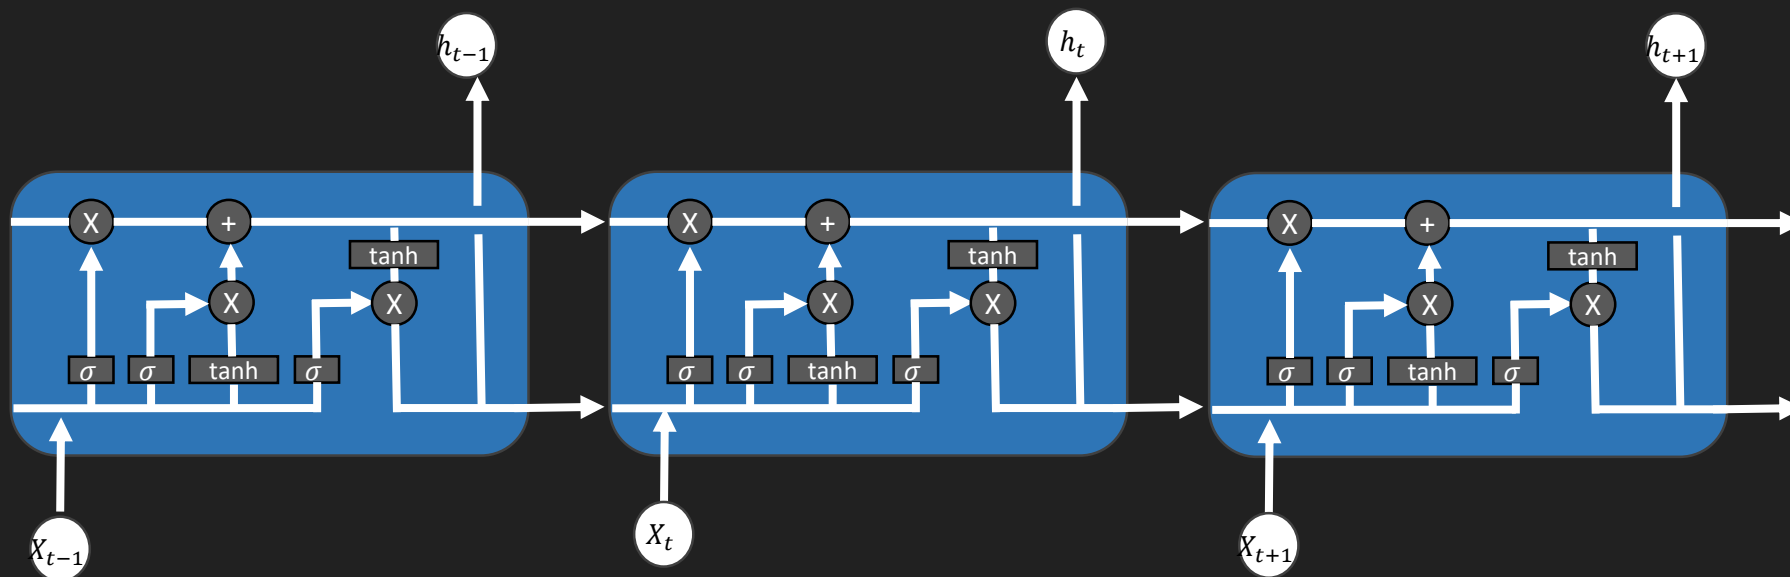 h_{t−1} h_t h_{t+1}
X + X + X +
tanh tanh tanh
X X X X X X
σ σ tanh σ σ σ tanh σ σ σ tanh σ
X_{t−1} X_t X_{t+1}